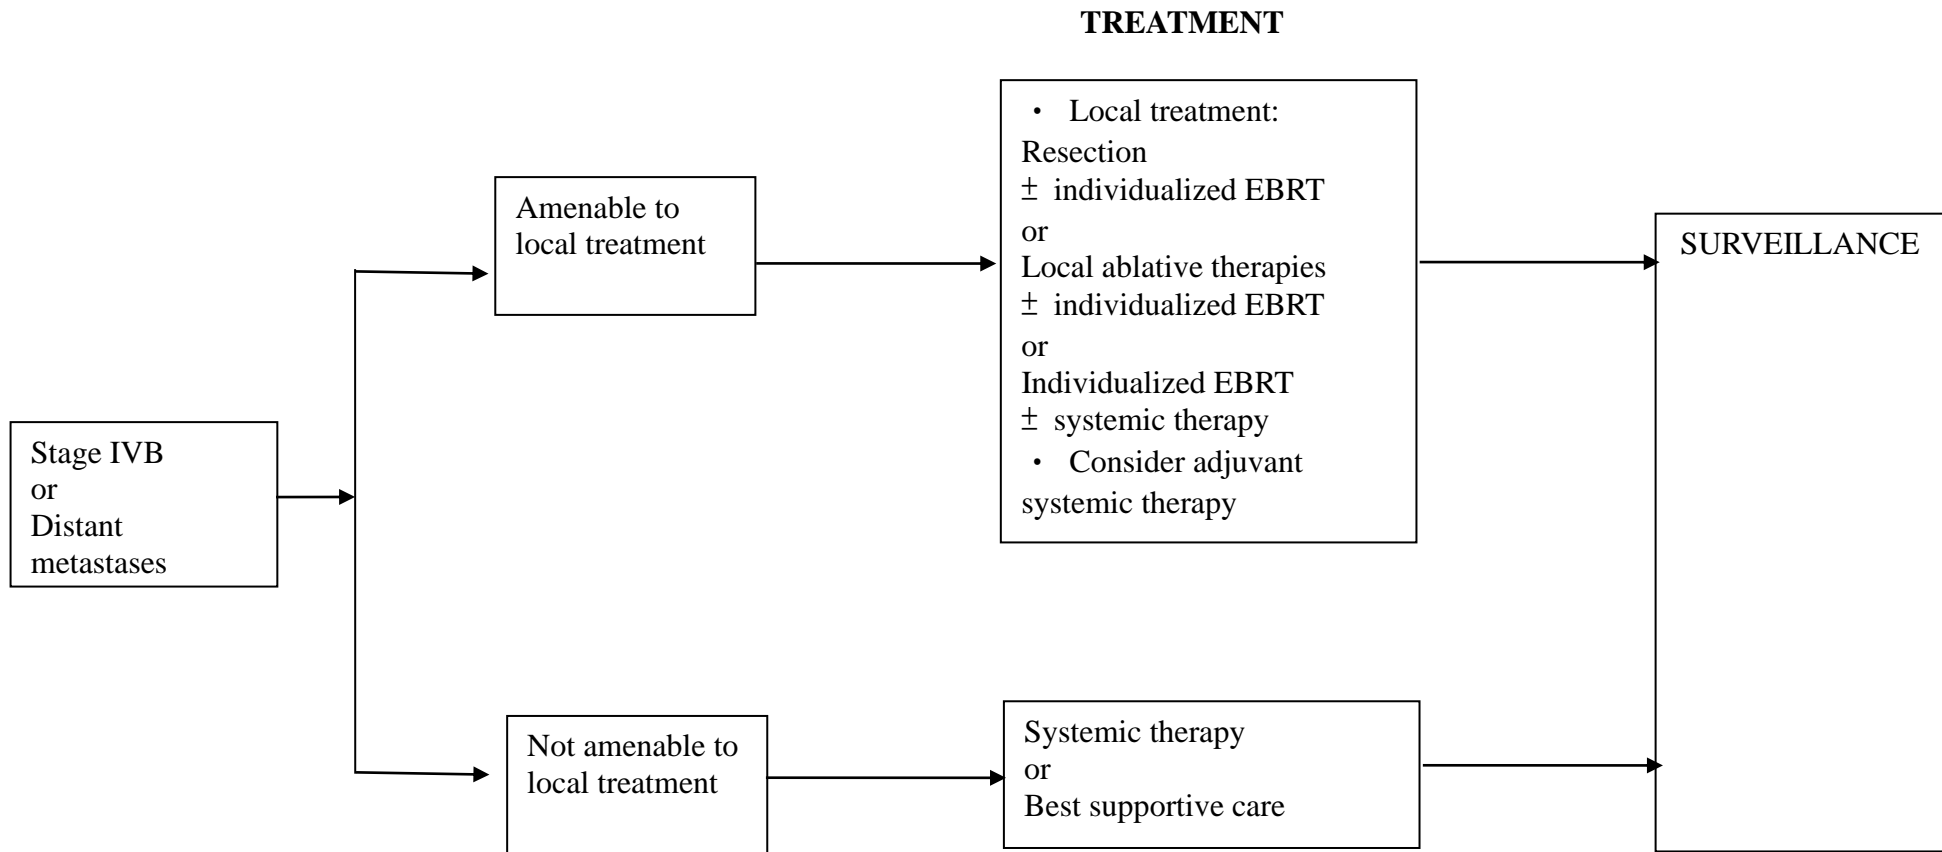 TREATMENT
Stage IVB
or
Distant
metastases
Amenable to
local treatment
· Local treatment:
Resection
± individualized EBRT
or
Local ablative therapies
± individualized EBRT
or
Individualized EBRT
± systemic therapy
· Consider adjuvant
systemic therapy
SURVEILLANCE
Not amenable to
local treatment
Systemic therapy
or
Best supportive care